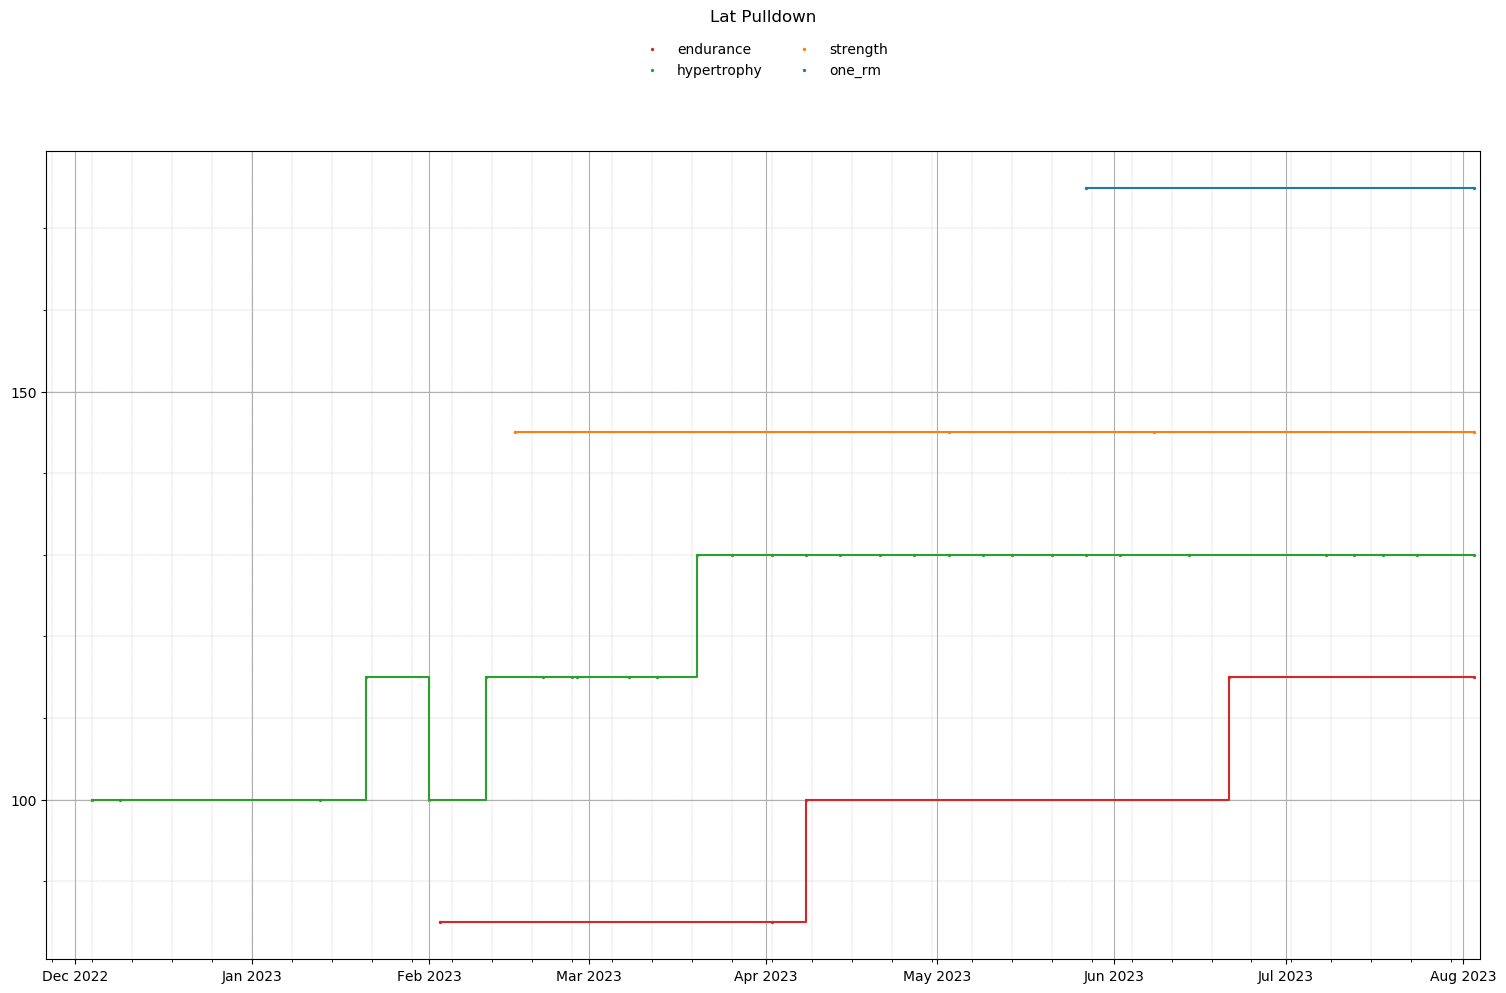 Lat Pulldown
endurance strength
hypertrophy one_rm
150
100
Dec 2022 Jan 2023 Feb 2023 Mar 2023 Apr 2023 May 2023 Jun 2023 Jul 2023 Aug 2023